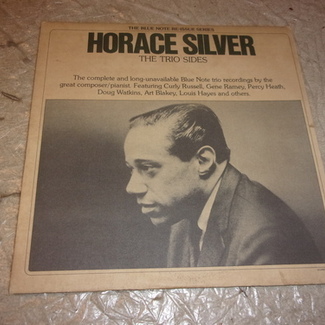 THE BLUE NOTE RE-ISSUE SERIES
HORACE SILVER
THE TRIO SIDES
The complete and long-unavailable Blue Note trio recordings by the
great composer/pianist. Featuring Curly Russell, Gene Ramey, Percy Heath,
Doug Watkins, Art Blakey, Louis Hayes and others.